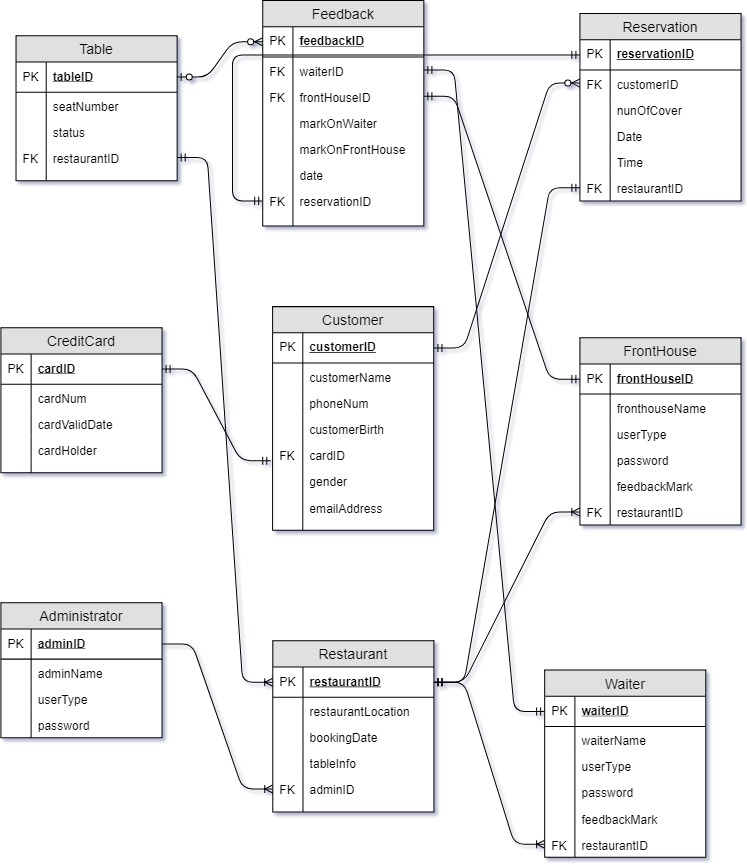 Table
PK tableID
seatNumber
status
FK restaurantID
Feedback
PK feedbackID
FK waiterID
FK frontHouseID
markOnWaiter
markOnFrontHouse
date
FK reservationID
Reservation
PK reservationID
FK customerID
nunOfCover
Date
Time
FK restaurantID
CreditCard
PK cardID
cardNum
cardValidDate
cardHolder
Customer
PK customerID
customerName
phoneNum
customerBirth
FK cardID
gender
emailAddress
FrontHouse
PK frontHouseID
fronthouseName
userType
password
feedbackMark
FK restaurantID
Administrator
PK adminID
adminName
userType
password
Restaurant
PK restaurantID
restaurantLocation
bookingDate
tableInfo
FK adminID
Waiter
PK waiterID
waiterName
userType
password
feedbackMark
FK restaurantID